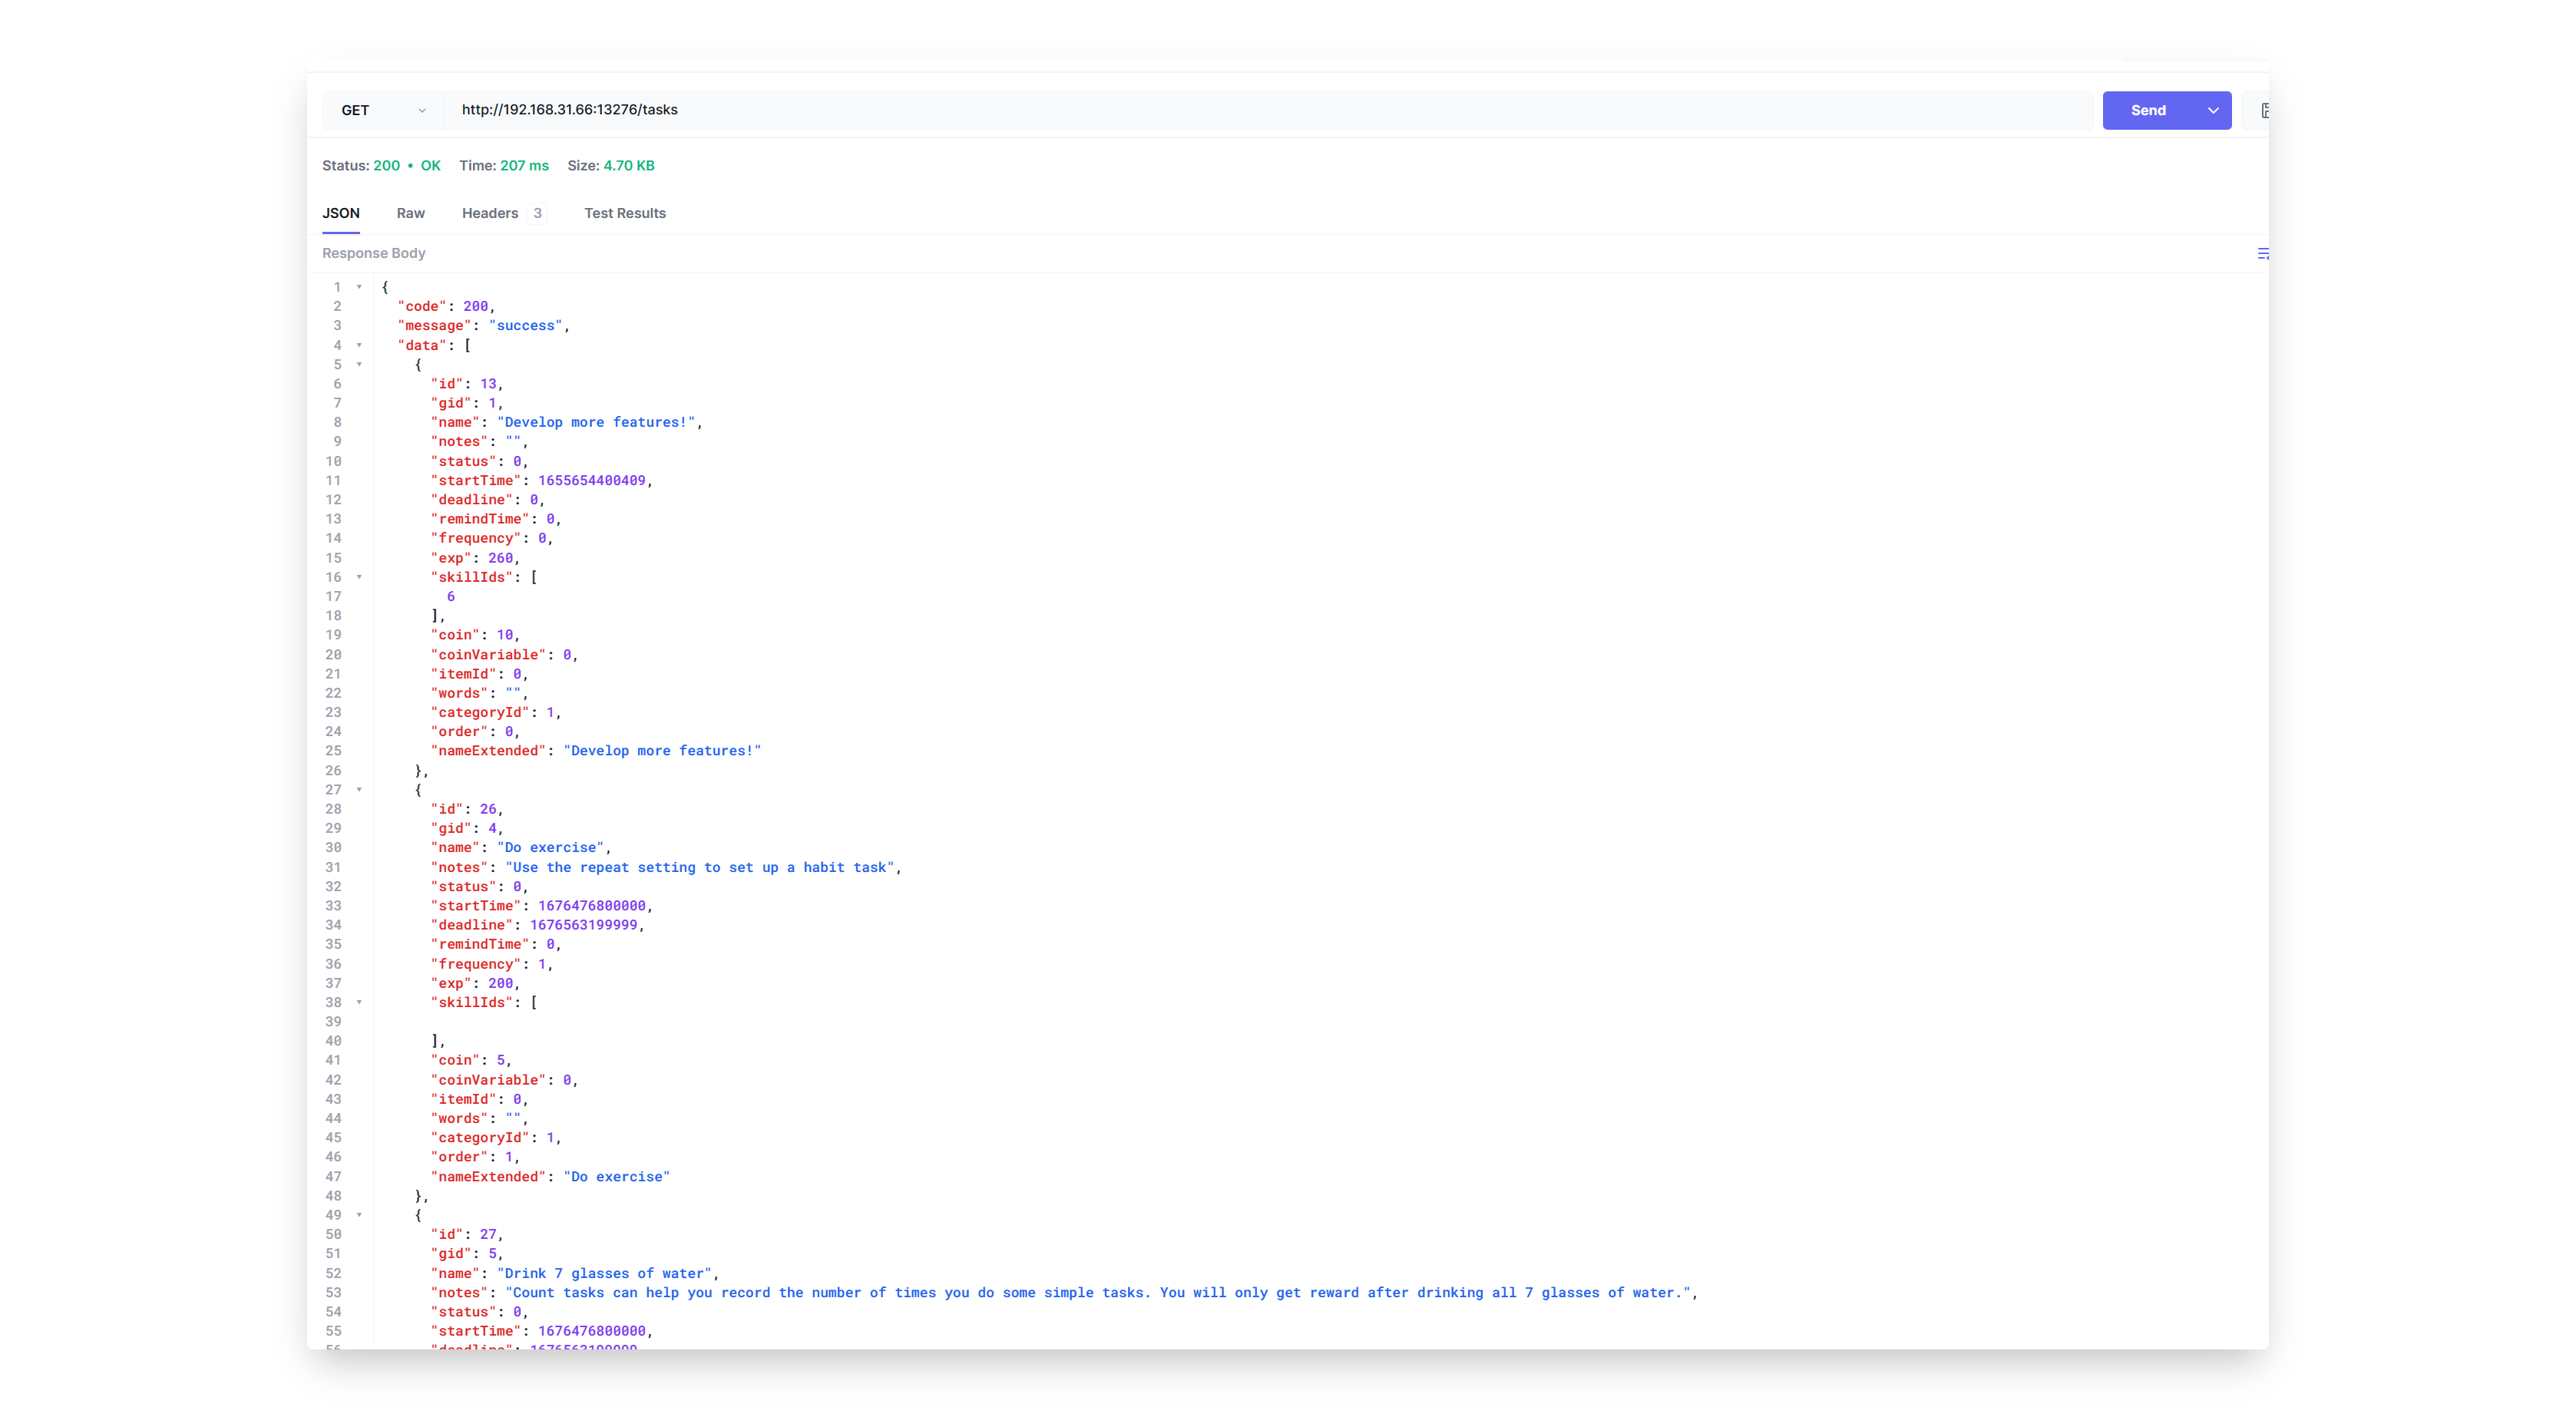 GET http://192.168.31.66:13276/tasks Send
Status: 200 • OK Time: 207 ms Size: 4.70 KB
JSON Raw Headers 3 Test Results
Response Body
1 {
2 "code": 200,
3 "message": "success",
4 "data": [
5 {
6 "id": 13,
7 "gid": 1,
8 "name": "Develop more features!",
9 "notes": "",
10 "status": 0,
11 "startTime": 1655654400409,
12 "deadline": 0,
13 "remindTime": 0,
14 "frequency": 0,
15 "exp": 260,
16 "skillIds": [
17 6
18 ],
19 "coin": 10,
20 "coinVariable": 0,
21 "itemId": 0,
22 "words": "",
23 "categoryId": 1,
24 "order": 0,
25 "nameExtended": "Develop more features!"
26 },
27 {
28 "id": 26,
29 "gid": 4,
30 "name": "Do exercise",
31 "notes": "Use the repeat setting to set up a habit task",
32 "status": 0,
33 "startTime": 1676476800000,
34 "deadline": 1676563199999,
35 "remindTime": 0,
36 "frequency": 1,
37 "exp": 200,
38 "skillIds": [
39
40 ],
41 "coin": 5,
42 "coinVariable": 0,
43 "itemId": 0,
44 "words": "",
45 "categoryId": 1,
46 "order": 1,
47 "nameExtended": "Do exercise"
48 },
49 {
50 "id": 27,
51 "gid": 5,
52 "name": "Drink 7 glasses of water",
53 "notes": "Count tasks can help you record the number of times you do some simple tasks. You will only get reward after drinking all 7 glasses of water.",
54 "status": 0,
55 "startTime": 1676476800000,